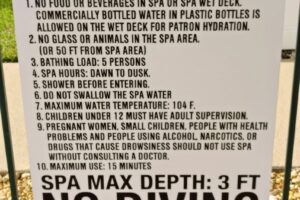 1. NO FOOD OR BEVERAGES IN SPA OR SPA WET DECK.
COMMERCIALLY BOTTLED WATER IN PLASTIC BOTTLES IS
ALLOWED ON THE WET DECK FOR PATRON HYDRATION.
2. NO GLASS OR ANIMALS IN THE SPA AREA.
(OR 50 FT FROM SPA AREA)
3. BATHING LOAD: 5 PERSONS
4. SPA HOURS: DAWN TO DUSK.
5. SHOWER BEFORE ENTERING.
6. DO NOT SWALLOW THE SPA WATER
7. MAXIMUM WATER TEMPERATURE: 104 F.
8. CHILDREN UNDER 12 MUST HAVE ADULT SUPERVISION.
9. PREGNANT WOMEN, SMALL CHILDREN, PEOPLE WITH HEALTH
PROBLEMS AND PEOPLE USING ALCOHOL, NARCOTICS, OR
DRUGS THAT CAUSE DROWSINESS SHOULD NOT USE SPA
WITHOUT CONSULTING A DOCTOR.
10. MAXIMUM USE: 15 MINUTES
SPA MAX DEPTH: 3 FT
NO DIVING